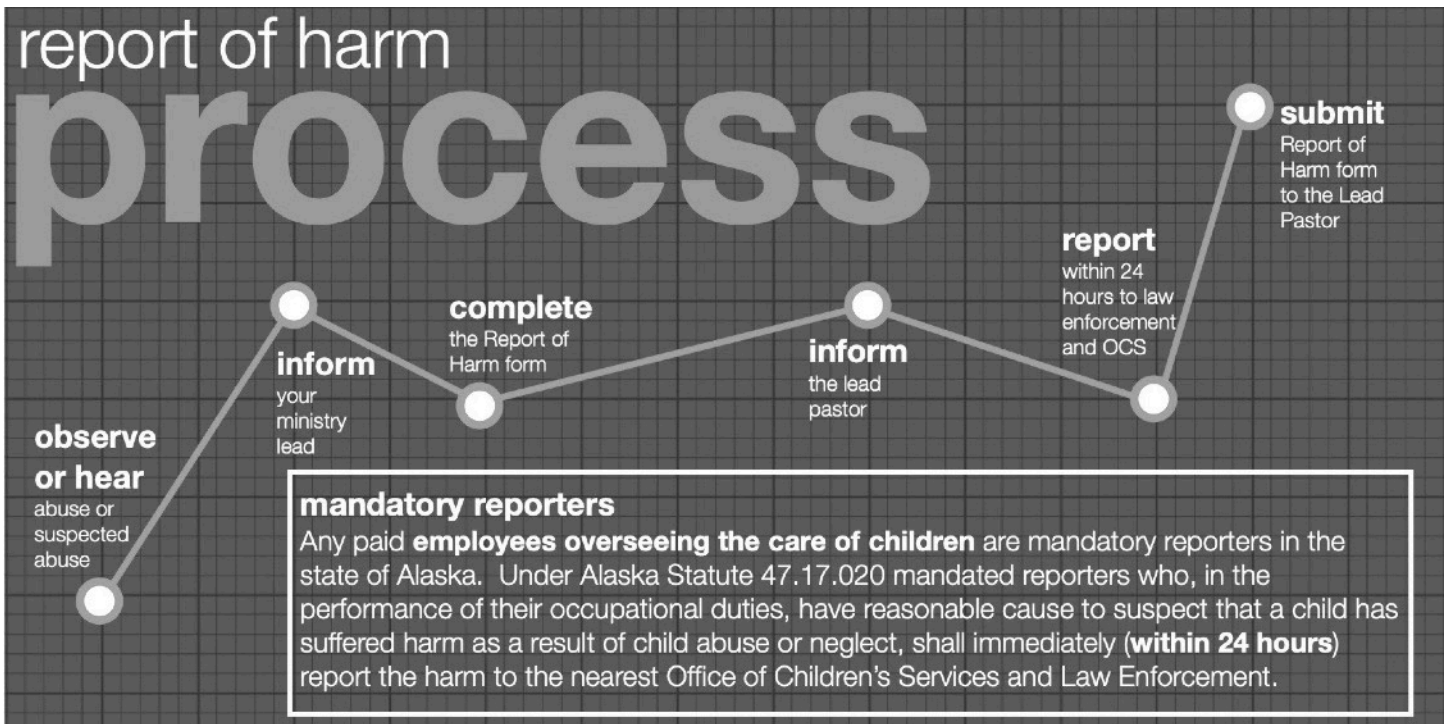 report of harm
process
observe
or hear
abuse or
suspected
abuse
inform
your
ministry
lead
complete
the Report of
Harm form
inform
the lead
pastor
report
within 24
hours to law
enforcement
and OCS
submit
Report of
Harm form
to the Lead
Pastor
mandatory reporters
Any paid employees overseeing the care of children are mandatory reporters in the
state of Alaska.  Under Alaska Statute 47.17.020 mandated reporters who, in the
performance of their occupational duties, have reasonable cause to suspect that a child has
suffered harm as a result of child abuse or neglect, shall immediately (within 24 hours)
report the harm to the nearest Office of Children's Services and Law Enforcement.